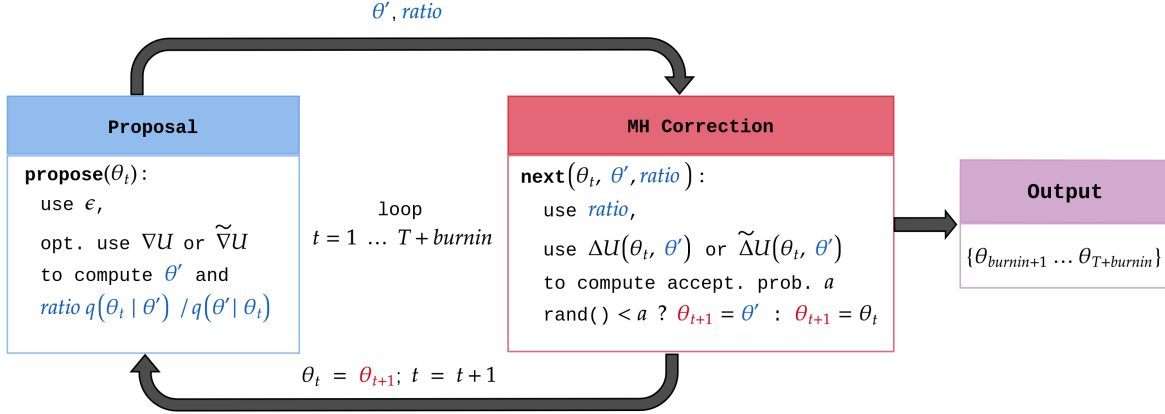 θ′, ratio
Proposal
propose(θ_t):
use ϵ,
opt. use ∇U or ∇̃U
to compute θ′ and
ratio q(θ_t | θ′) / q(θ′| θ_t)
loop
t = 1 … T + burnin
MH Correction
next(θ_t, θ′, ratio):
use ratio,
use ΔU(θ_t, θ′) or Δ̃U(θ_t, θ′)
to compute accept. prob. a
rand() < a ? θ_{t+1} = θ′ : θ_{t+1} = θ_t
Output
{θ_{burnin+1} … θ_{T+burnin}}
θ_t = θ_{t+1}; t = t + 1